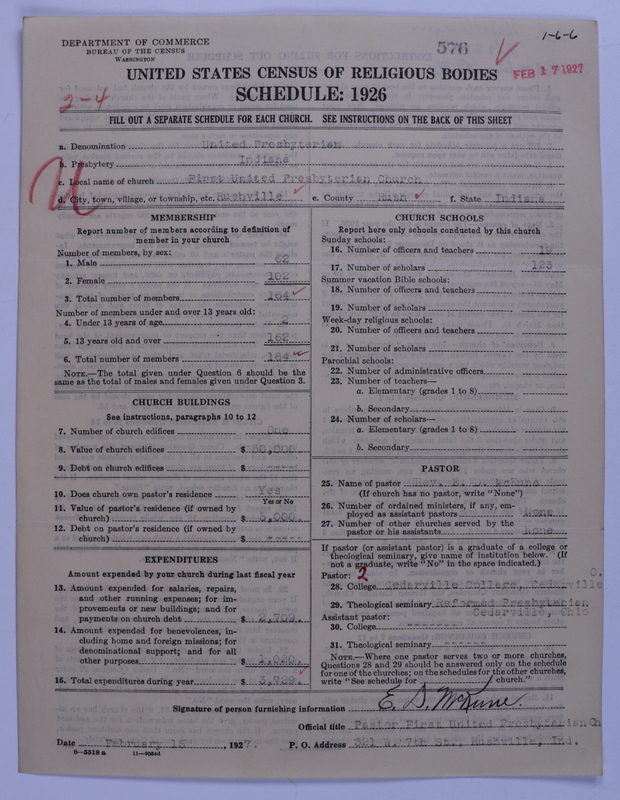 DEPARTMENT OF COMMERCE
BUREAU OF THE CENSUS
WASHINGTON
576
1-6-6
FEB 17 1927
UNITED STATES CENSUS OF RELIGIOUS BODIES
SCHEDULE: 1926
2-4
FILL OUT A SEPARATE SCHEDULE FOR EACH CHURCH. SEE INSTRUCTIONS ON THE BACK OF THIS SHEET
a. Denomination United Presbyterian
b. Presbytery Indiana
c. Local name of church First United Presbyterian Church
d. City, town, village, or township, etc. Rushville e. County Rush f. State Indiana
MEMBERSHIP
Report number of members according to definition of
member in your church
Number of members, by sex:
1. Male 62
2. Female 102
3. Total number of members 164
Number of members under and over 13 years old:
4. Under 13 years of age 2
5. 13 years old and over 162
6. Total number of members 164
NOTE.—The total given under Question 6 should be
same as the total of males and females given under Question 3.
CHURCH BUILDINGS
See instructions, paragraphs 10 to 12
7. Number of church edifices One
8. Value of church edifices $ 50,000
9. Debt on church edifices $ ----
10. Does church own pastor's residence Yes
Yes or No
11. Value of pastor's residence (if owned by
church) $ 6,000.
12. Debt on pastor's residence (if owned by
church) $ ----
EXPENDITURES
Amount expended by your church during last fiscal year
13. Amount expended for salaries, repairs,
and other running expenses; for im-
provements or new buildings; and for
payments on church debt $ 2,709.
14. Amount expended for benevolences, in-
cluding home and foreign missions; for
denominational support; and for all
other purposes $ 1,020.
15. Total expenditures during year $ 3,729.
CHURCH SCHOOLS
Report here only schools conducted by this church
Sunday schools:
16. Number of officers and teachers
17. Number of scholars 123
Summer vacation Bible schools:
18. Number of officers and teachers
19. Number of scholars
Week-day religious schools:
20. Number of officers and teachers
21. Number of scholars
Parochial schools:
22. Number of administrative officers
23. Number of teachers—
a. Elementary (grades 1 to 8)
b. Secondary
24. Number of scholars—
a. Elementary (grades 1 to 8)
b. Secondary
PASTOR
25. Name of pastor Rev. E. D. McKune
(If church has no pastor, write "None")
26. Number of ordained ministers, if any, em-
ployed as assistant pastors None
27. Number of other churches served by the
pastor or his assistants None
If pastor (or assistant pastor) is a graduate of a college or
theological seminary, give name of institution below. (If
not a graduate, write "No" in the space indicated.)
Pastor: 2 O.
28. College Cedarville College, Cedarville
29. Theological seminary Reformed Presbyterian
Assistant pastor: Cedarville, Ohio
30. College -------
31. Theological seminary ------
NOTE.—Where one pastor serves two or more churches,
Questions 28 and 29 should be answered only on the schedule
for one of the churches; on the schedules for the other churches,
write "See schedule for church."
Signature of person furnishing information E. D. McKune.
Official title Pastor First United Presbyterian Ch
Date February 15, 1927. P. O. Address 321 W. 7th St., Rushville, Ind.
8—5518 a